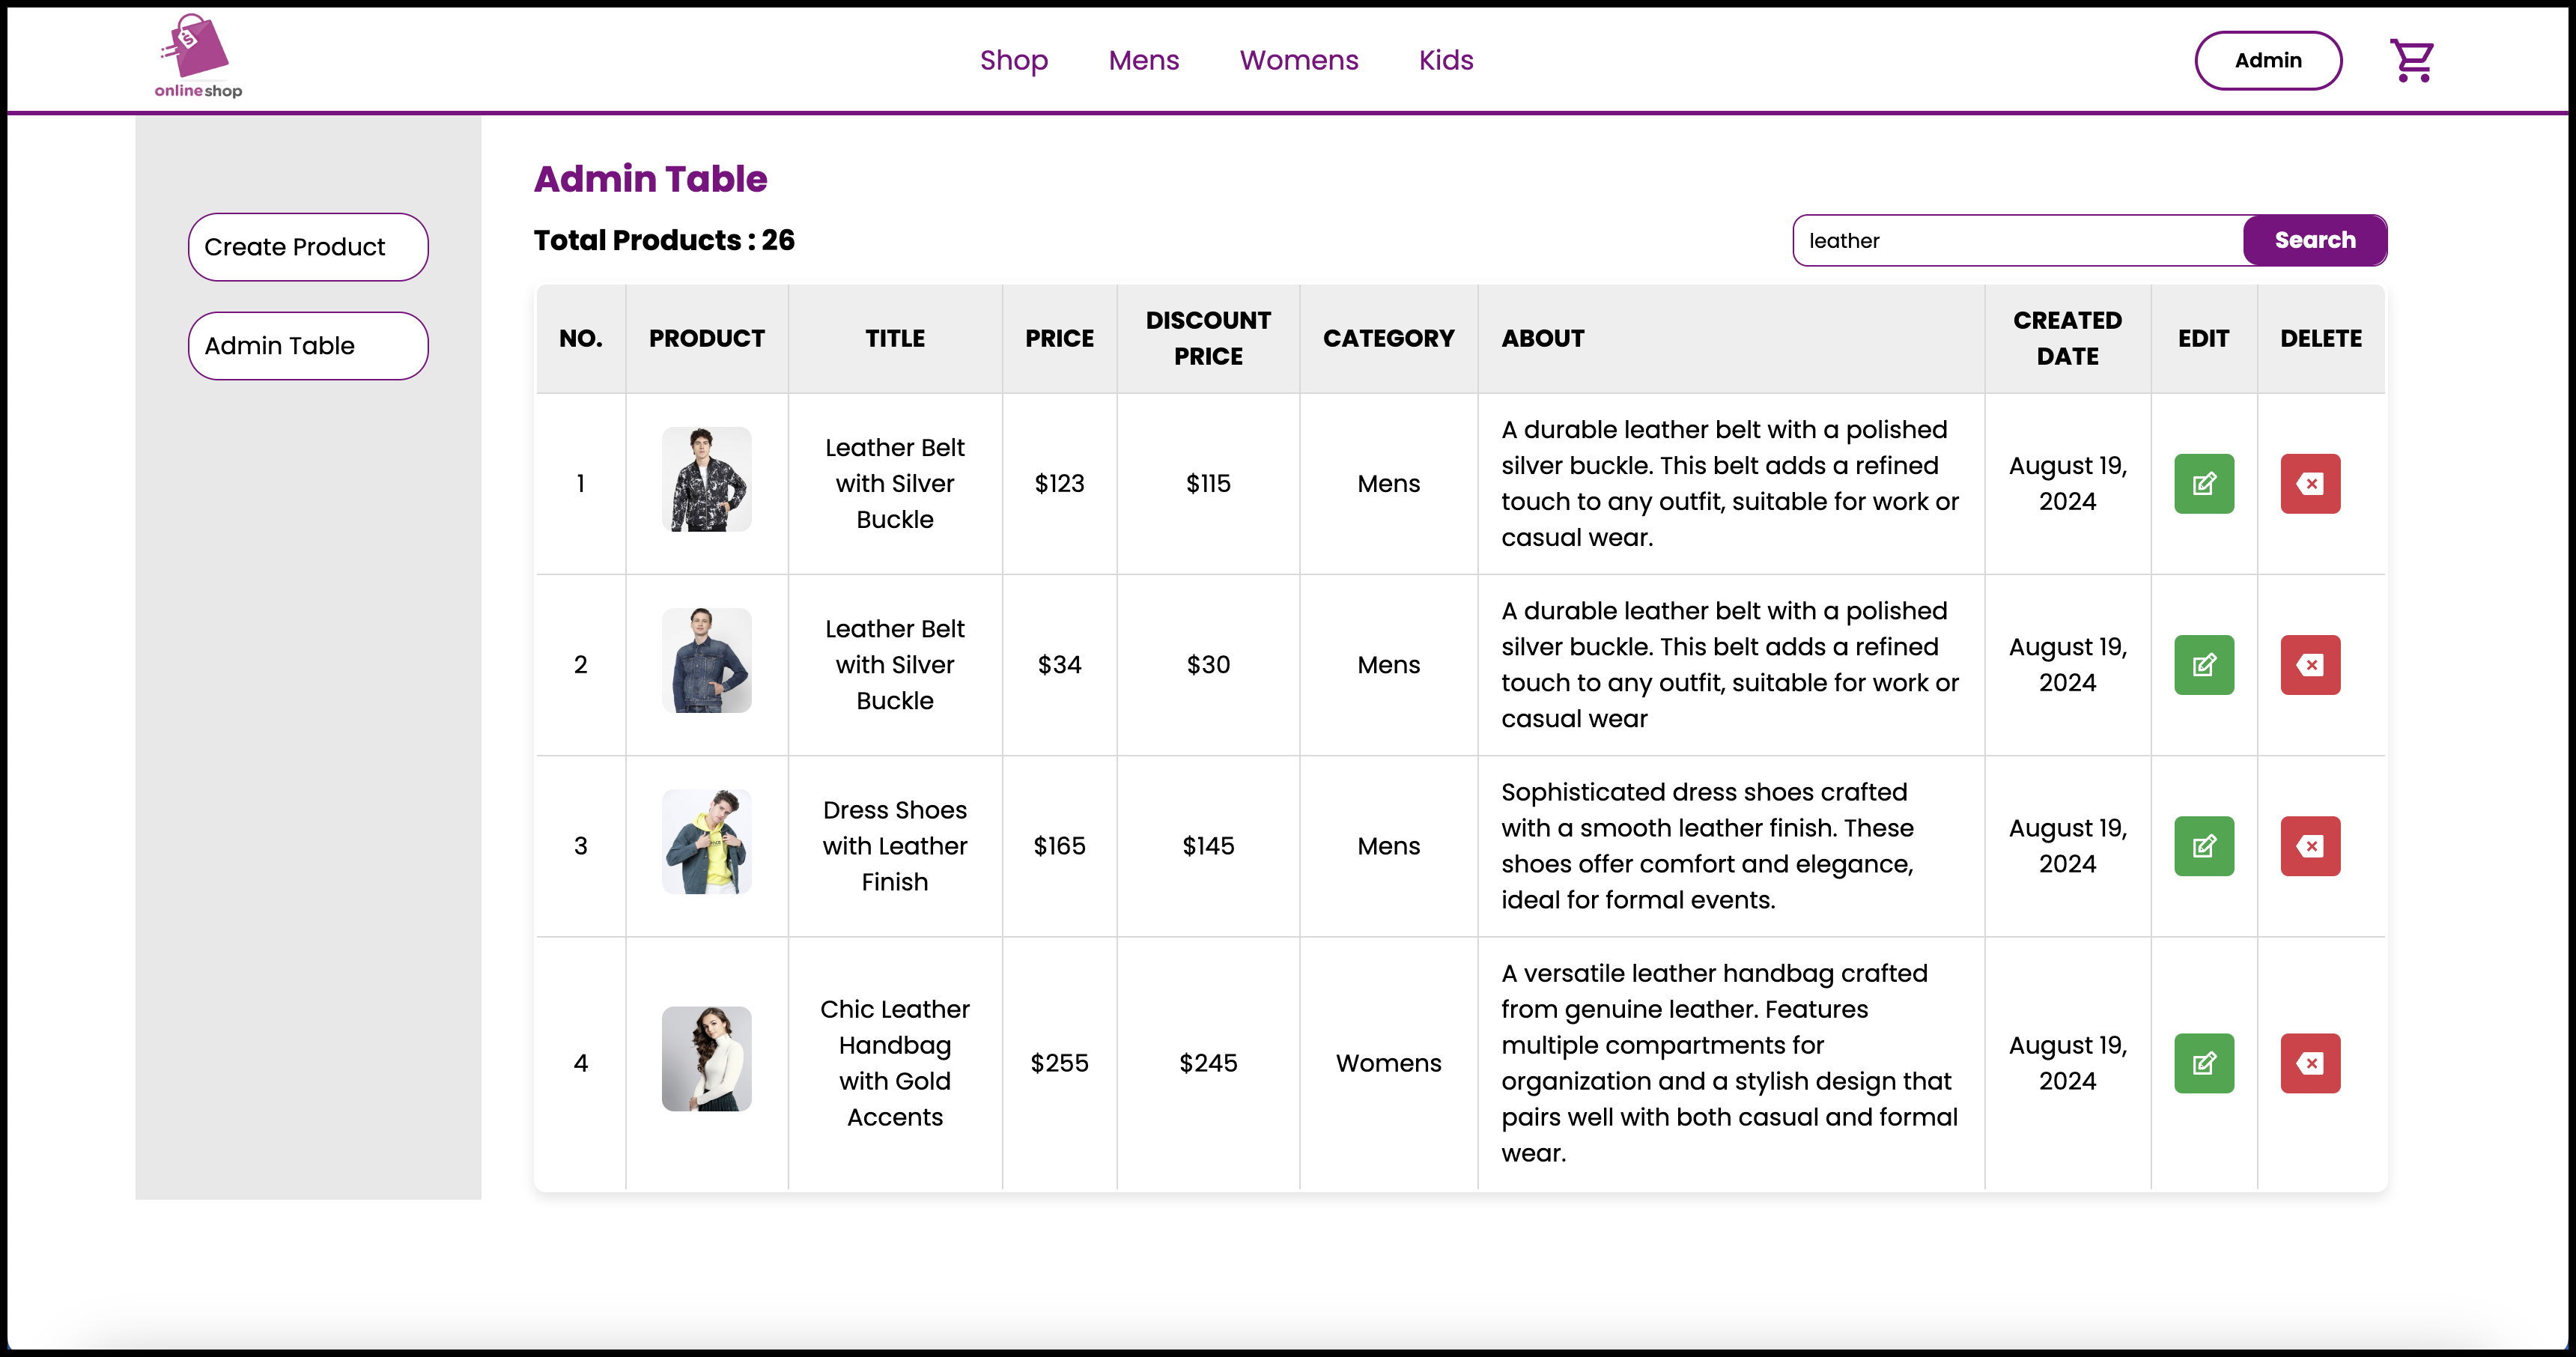 onlineshop
Shop Mens Womens Kids
Admin
Create Product
Admin Table
Admin Table
Total Products : 26
leather
Search
NO. PRODUCT TITLE PRICE DISCOUNT PRICE CATEGORY ABOUT CREATED DATE EDIT DELETE
1
Leather Belt
with Silver
Buckle
$123
$115
Mens
A durable leather belt with a polished
silver buckle. This belt adds a refined
touch to any outfit, suitable for work or
casual wear.
August 19,
2024
2
Leather Belt
with Silver
Buckle
$34
$30
Mens
A durable leather belt with a polished
silver buckle. This belt adds a refined
touch to any outfit, suitable for work or
casual wear
August 19,
2024
3
Dress Shoes
with Leather
Finish
$165
$145
Mens
Sophisticated dress shoes crafted
with a smooth leather finish. These
shoes offer comfort and elegance,
ideal for formal events.
August 19,
2024
4
Chic Leather
Handbag
with Gold
Accents
$255
$245
Womens
A versatile leather handbag crafted
from genuine leather. Features
multiple compartments for
organization and a stylish design that
pairs well with both casual and formal
wear.
August 19,
2024